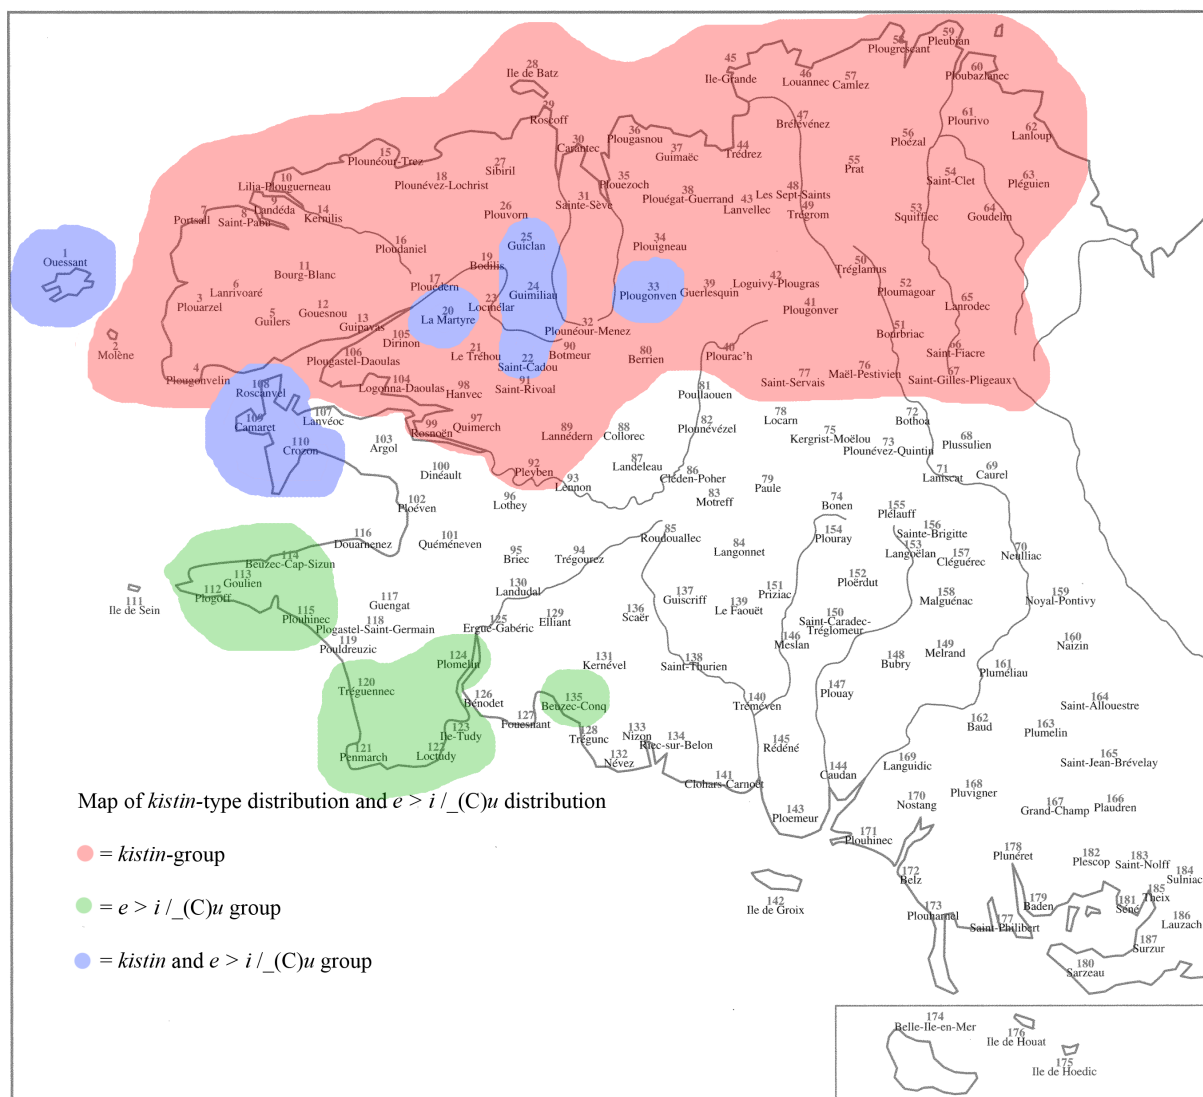 1
Ouessant
2
Molène
3
Plouarzel
4
Plougonvelin
5
Guilers
6
Lanrivoaré
7
Portsall
8
Saint-Pabu
9
Landéda
10
Lilia-Plouguerneau
11
Bourg-Blanc
12
Gouesnou
13
Guipavas
14
Kernilis
15
Plounéour-Trez
16
Ploudaniel
17
Plouédern
18
Plounévez-Lochrist
19
Bodilis
20
La Martyre
21
Le Tréhou
22
Saint-Cadou
23
Locmélar
24
Guimiliau
25
Guiclan
26
Plouvorn
27
Sibiril
28
Ile de Batz
29
Roscoff
30
Carantec
31
Sainte-Sève
32
Plounéour-Menez
33
Plougonven
34
Plouigneau
35
Plouezoch
36
Plougasnou
37
Guimaëc
38
Plouégat-Guerrand
39
Guerlesquin
40
Plourac'h
41
Plougonver
42
Loguivy-Plougras
43
Lanvellec
44
Trédrez
45
Ile-Grande
46
Louannec
47
Brélévénez
48
Les Sept-Saints
49
Trégrom
50
Tréglamus
51
Bourbriac
52
Ploumagoar
53
Squiffiec
54
Saint-Clet
55
Prat
56
Ploëzal
57
Camlez
58
Plougrescant
59
Pleubian
60
Ploubazlanec
61
Plourivo
62
Lanloup
63
Pléguien
64
Goudelin
65
Lanrodec
66
Saint-Fiacre
67
Saint-Gilles-Pligeaux
68
Plussulien
69
Caurel
70
Neulliac
71
Laniscat
72
Bothoa
73
Plounévez-Quintin
74
Bonen
75
Kergrist-Moëlou
76
Maël-Pestivien
77
Saint-Servais
78
Locarn
79
Paule
80
Berrien
81
Poullaouen
82
Plounévézel
83
Motreff
84
Langonnet
85
Roudouallec
86
Cléden-Poher
87
Landeleau
88
Collorec
89
Lannédern
90
Botmeur
91
Saint-Rivoal
92
Pleyben
93
Lennon
94
Trégourez
95
Briec
96
Lothey
97
Quimerch
98
Hanvec
99
Rosnoën
100
Dinéault
101
Quéméneven
102
Ploéven
103
Argol
104
Logonna-Daoulas
105
Dirinon
106
Plougastel-Daoulas
107
Lanvéoc
108
Roscanvel
109
Camaret
110
Crozon
111
Ile de Sein
112
Plogoff
113
Goulien
114
Beuzec-Cap-Sizun
115
Plouhinec
116
Douarnenez
117
Guengat
118
Plogastel-Saint-Germain
119
Pouldreuzic
120
Tréguennec
121
Penmarch
122
Loctudy
123
Ile-Tudy
124
Plomelin
125
Ergué-Gabéric
126
Bénodet
127
Fouesnant
128
Trégunc
129
Elliant
130
Landudal
131
Kernével
132
Névez
133
Nizon
134
Riec-sur-Belon
135
Beuzec-Conq
136
Scaër
137
Guiscriff
138
Saint-Thurien
139
Le Faouët
140
Tréméven
141
Clohars-Carnoët
142
Ile de Groix
143
Ploemeur
144
Caudan
145
Rédéné
146
Meslan
147
Plouay
148
Bubry
149
Melrand
150
Saint-Caradec-
Tréglomeur
151
Priziac
152
Ploërdut
153
Langoëlan
154
Plouray
155
Plélauff
156
Sainte-Brigitte
157
Cléguérec
158
Malguénac
159
Noyal-Pontivy
160
Naizin
161
Pluméliau
162
Baud
163
Plumelin
164
Saint-Allouestre
165
Saint-Jean-Brévelay
166
Plaudren
167
Grand-Champ
168
Pluvigner
169
Languidic
170
Nostang
171
Plouhinec
172
Belz
173
Plouharnel
174
Belle-Ile-en-Mer
175
Ile de Hoedic
176
Ile de Houat
177
Saint-Philibert
178
Plunéret
179
Baden
180
Sarzeau
181
Séné
182
Plescop
183
Saint-Nolff
184
Sulniac
185
Theix
186
Lauzach
187
Surzur
Map of kistin-type distribution and e > i /_(C)u distribution
= kistin-group
= e > i /_(C)u group
= kistin and e > i /_(C)u group